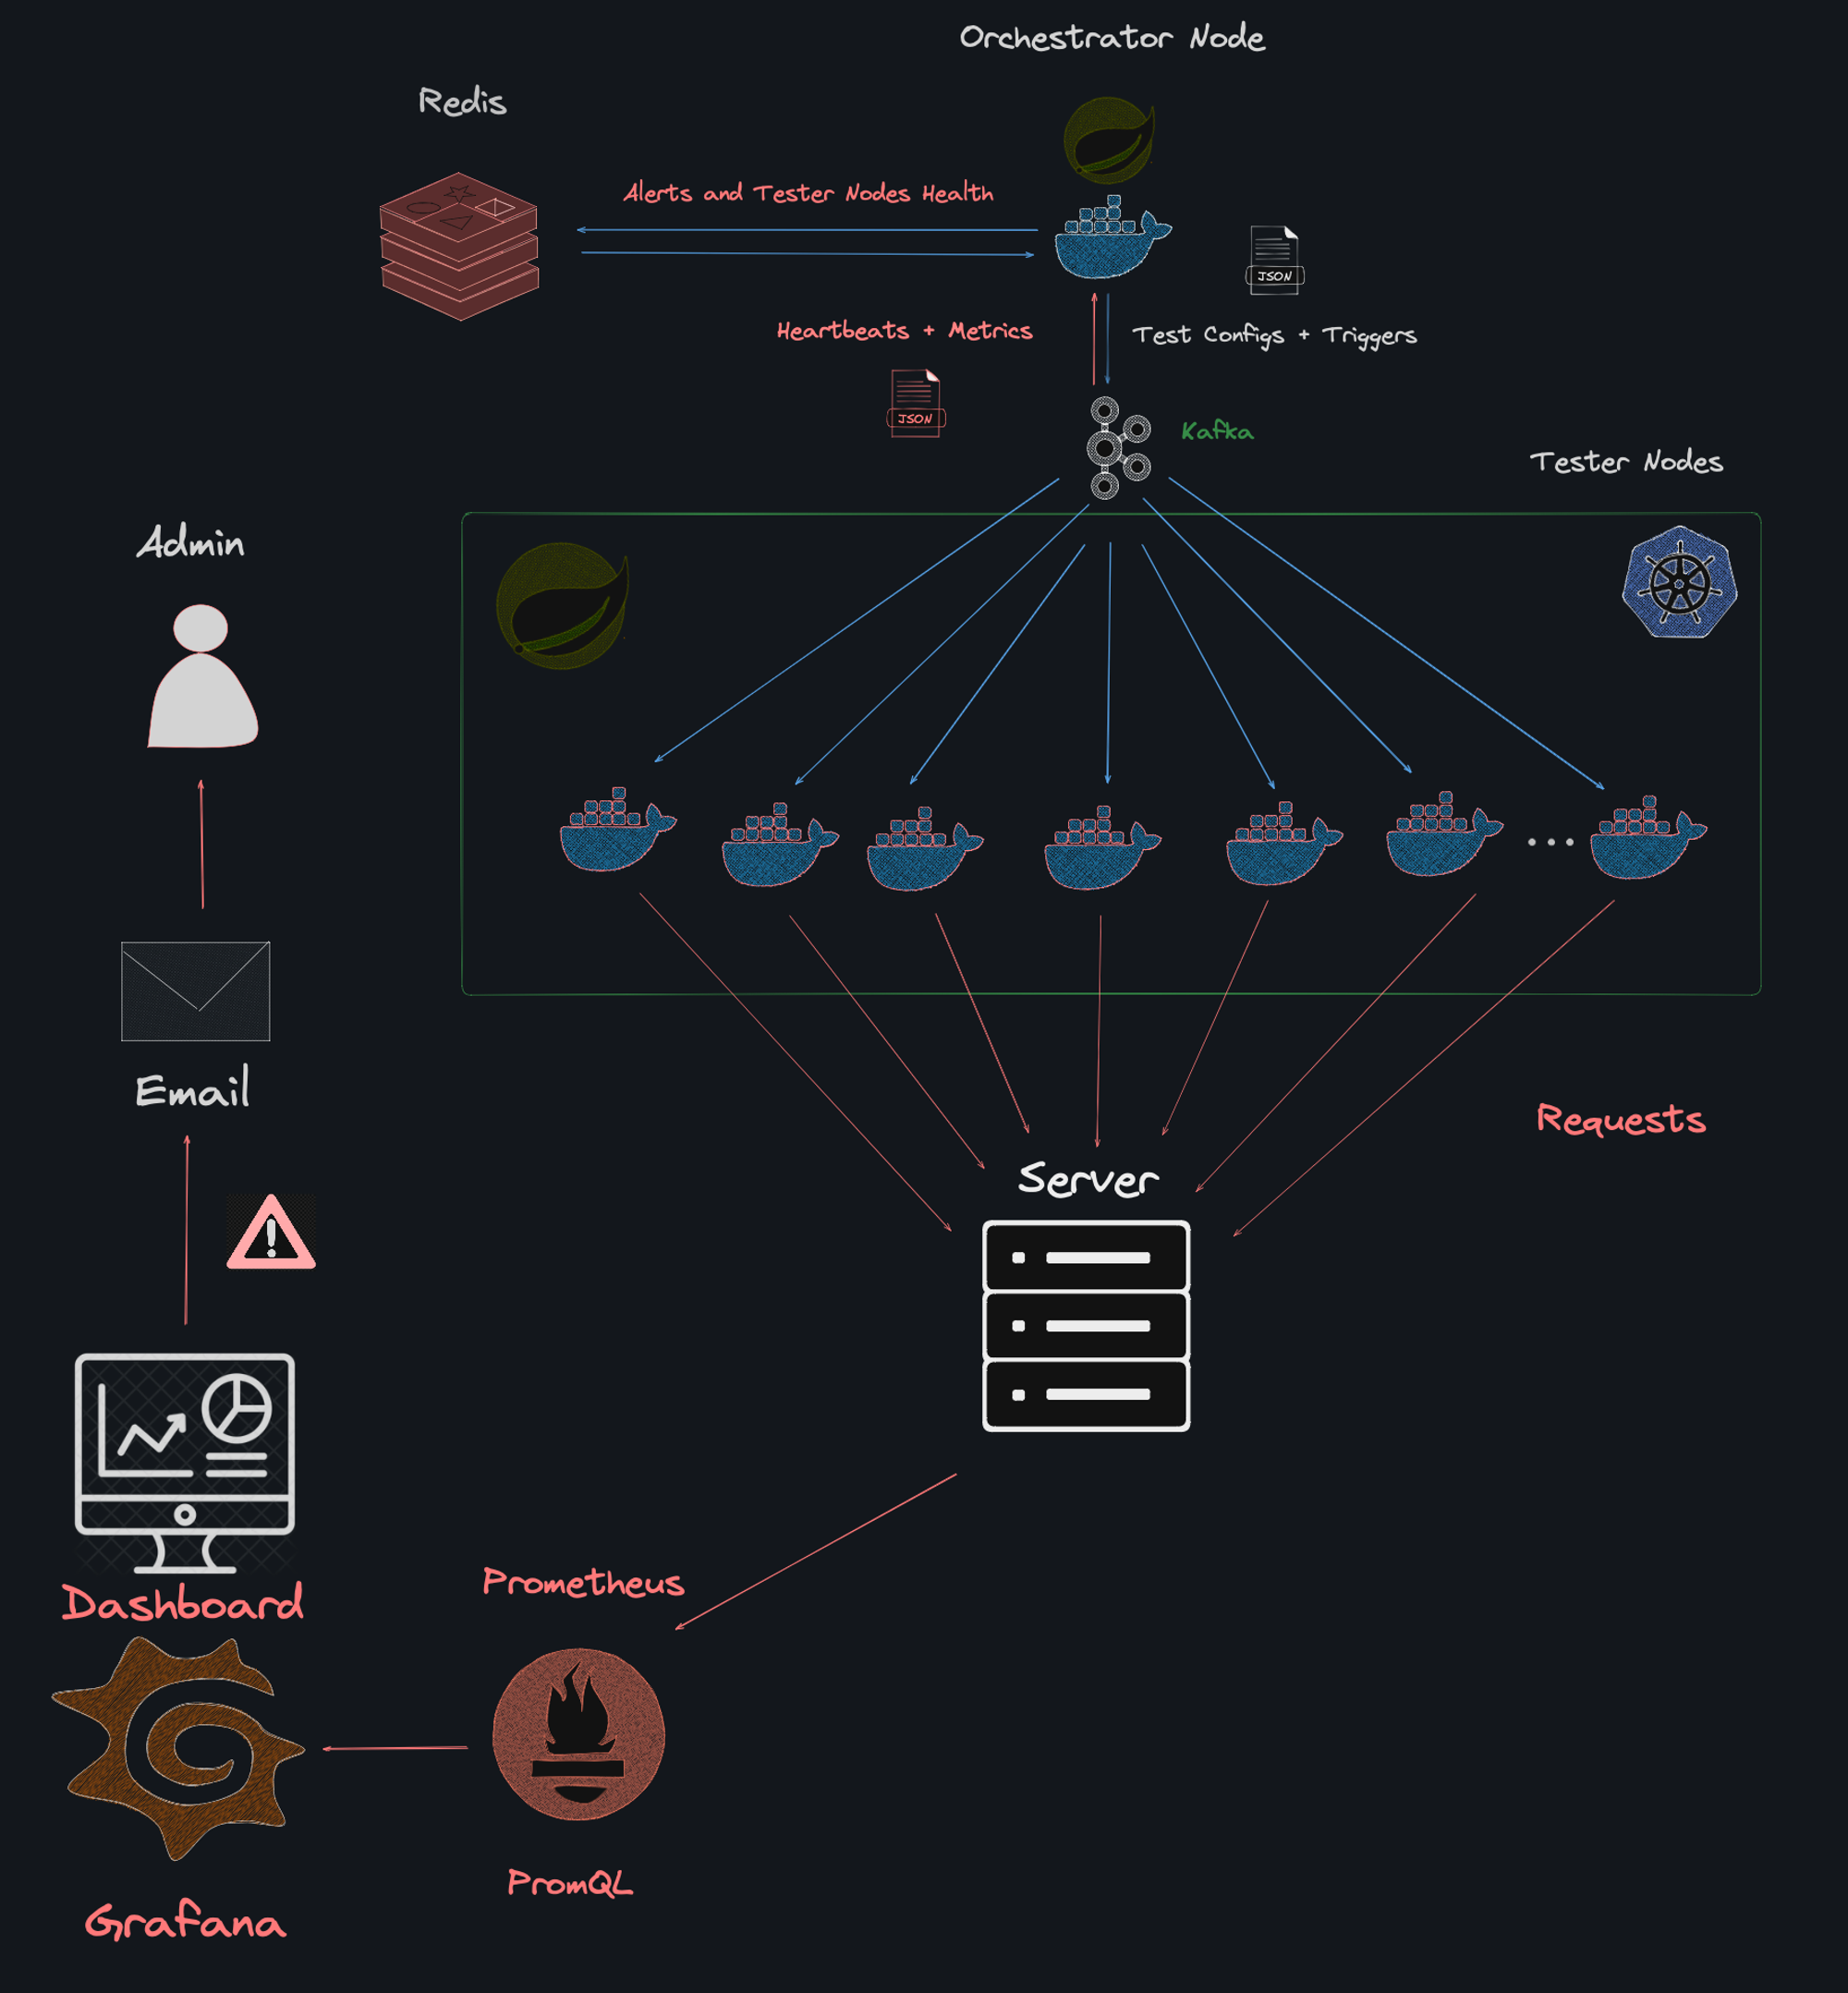 Orchestrator Node
Redis
Alerts and Tester Nodes Health
JSON
Heartbeats + Metrics
Test Configs + Triggers
JSON
Kafka
Tester Nodes
Admin
Email
Requests
Server
Dashboard
Prometheus
PromQL
Grafana